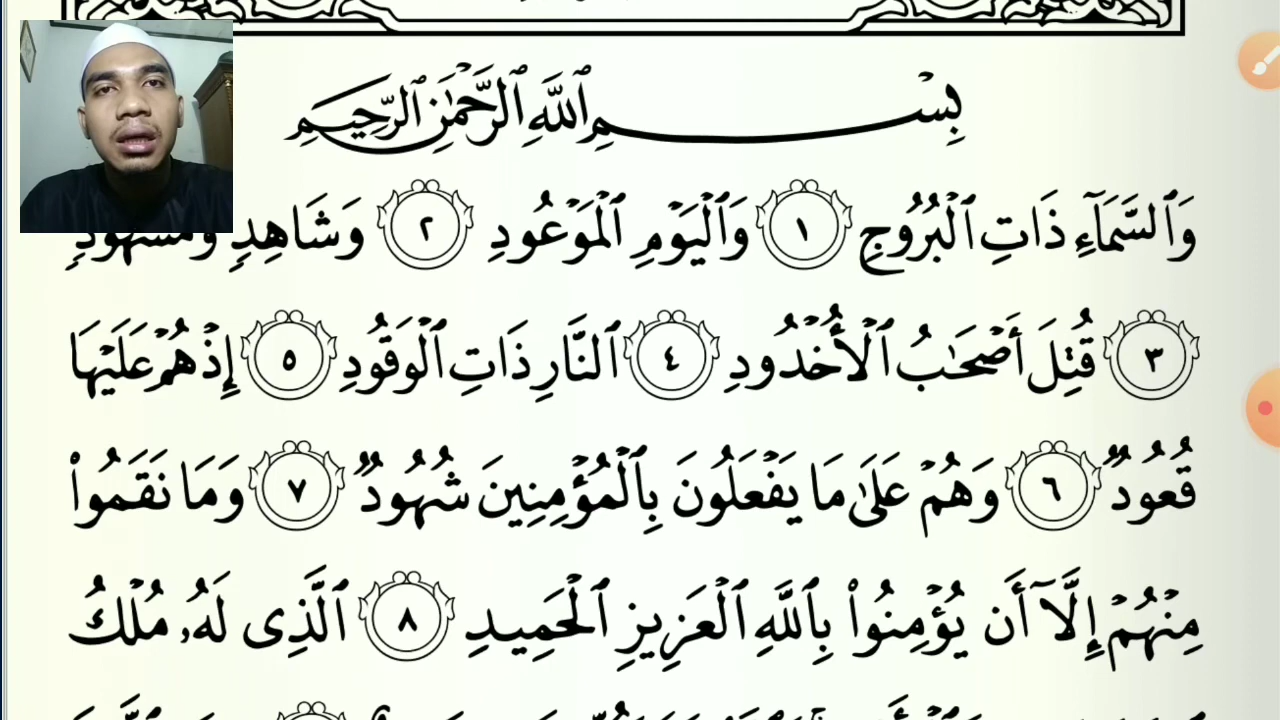 بِسْمِ ٱللَّهِ ٱلرَّحْمَٰنِ ٱلرَّحِيمِ
وَٱلسَّمَآءِ ذَاتِ ٱلْبُرُوجِ ١ وَٱلْيَوْمِ ٱلْمَوْعُودِ ٢ وَشَاهِدٍ وَمَشْهُودٍ
٣ قُتِلَ أَصْحَٰبُ ٱلْأُخْدُودِ ٤ ٱلنَّارِ ذَاتِ ٱلْوَقُودِ ٥ إِذْ هُمْ عَلَيْهَا
قُعُودٌ ٦ وَهُمْ عَلَىٰ مَا يَفْعَلُونَ بِٱلْمُؤْمِنِينَ شُهُودٌ ٧ وَمَا نَقَمُوا۟
مِنْهُمْ إِلَّآ أَن يُؤْمِنُوا۟ بِٱللَّهِ ٱلْعَزِيزِ ٱلْحَمِيدِ ٨ ٱلَّذِى لَهُۥ مُلْكُ